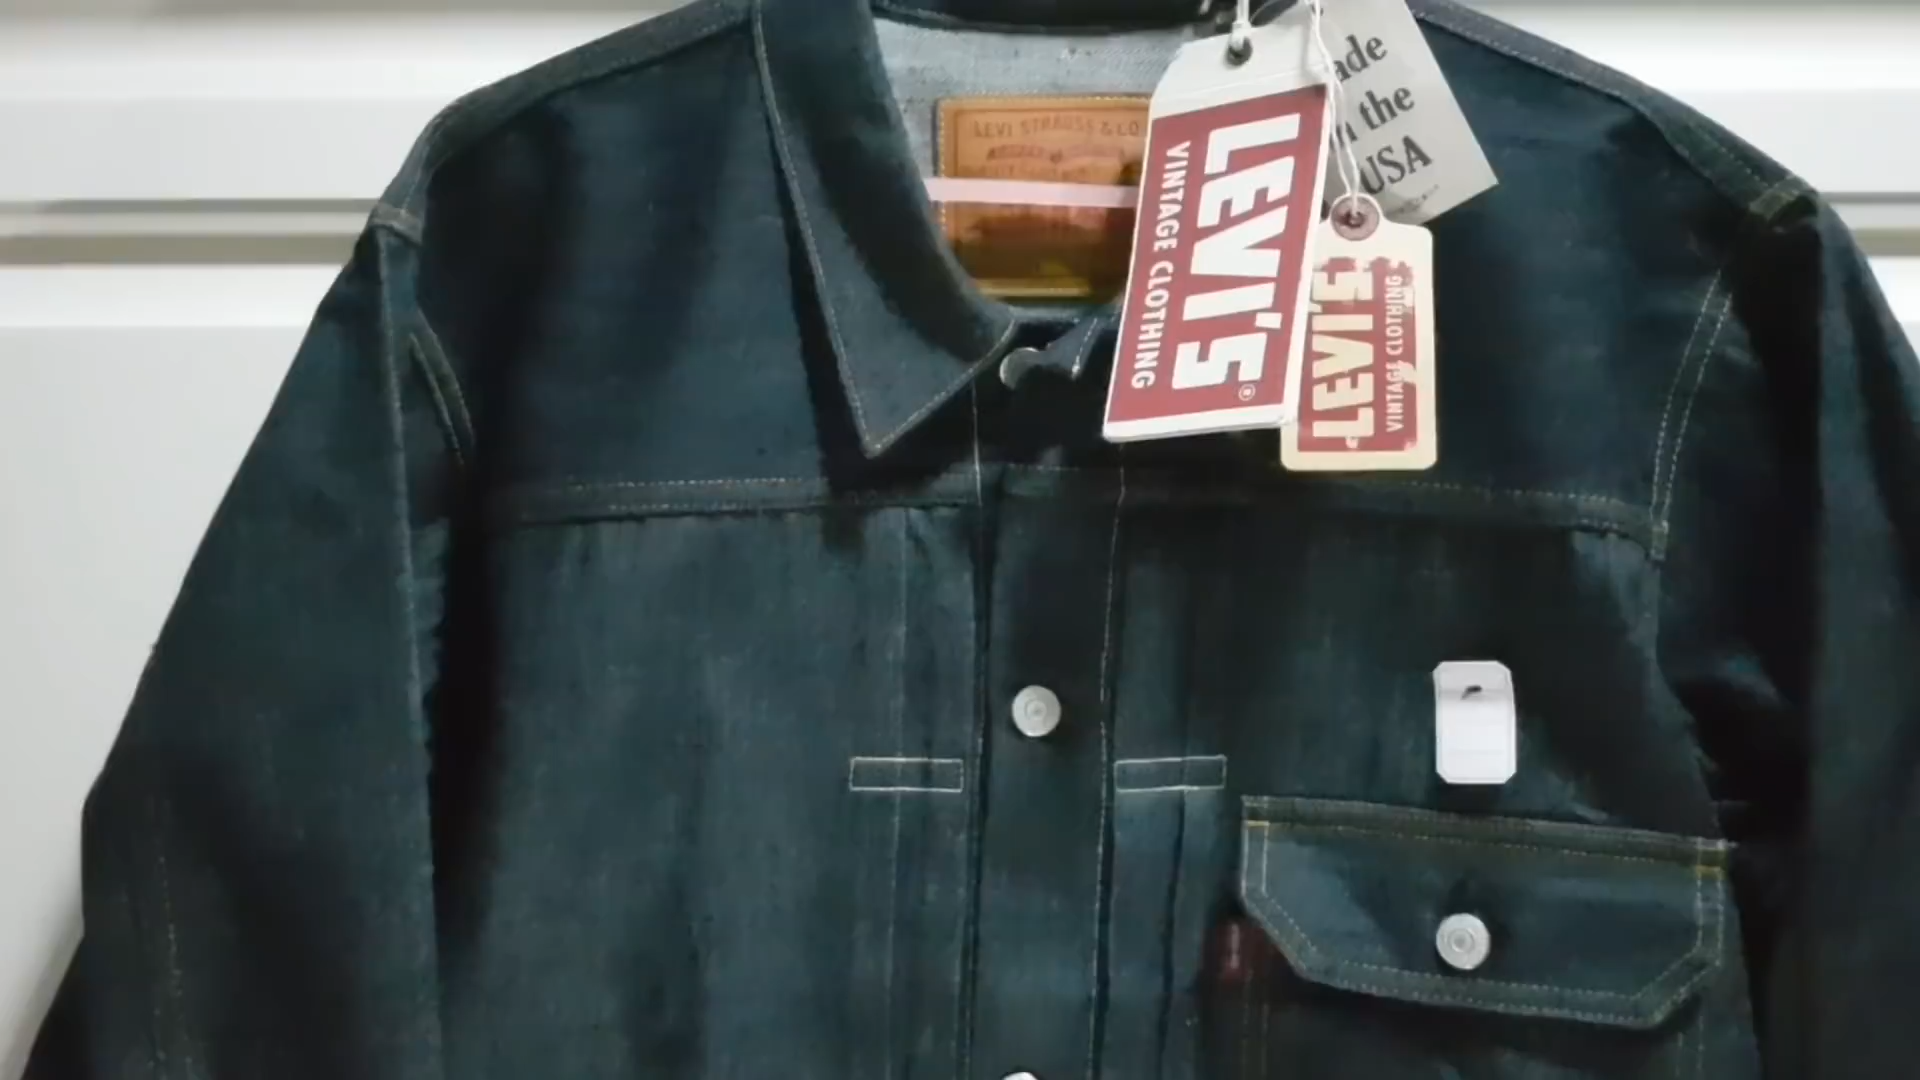 LEVI STRAUSS & CO
ade
n the
USA
LEVI'S®
VINTAGE CLOTHING
LEVI'S
VINTAGE CLOTHING